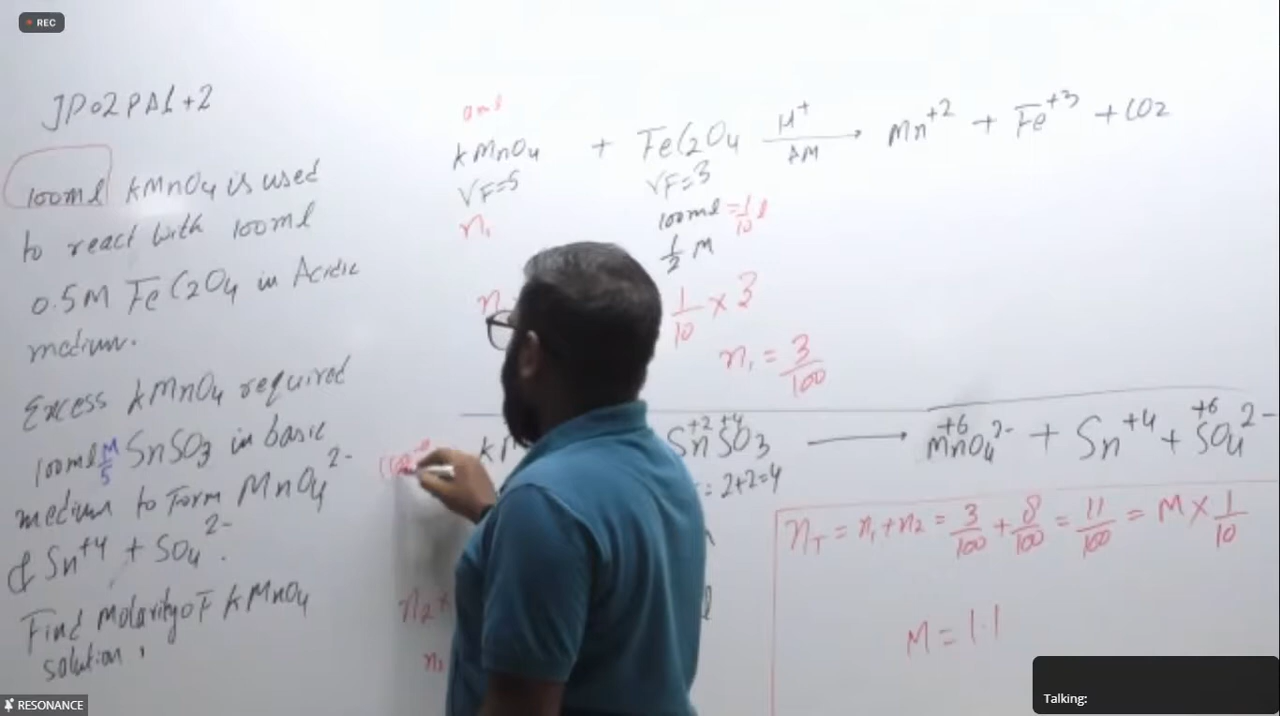 REC
JP02PA1+2
100ml KMnO4 is used
to react with 100ml
0.5M FeC2O4 in Acidic
medium.
Excess KMnO4 required
100ml M/5 SnSO3 in basic
medium to Form MnO4 2-
& Sn+4 + SO4 2-.
Find Molarity oF KMnO4
solution.
KMnO4 + FeC2O4 H+ → Mn+2 + Fe+3 + CO2
VF=5 VF=3
n1 100ml = 1/10 l
1/2 M
n
1/10 × 3
n1 = 3/100
+2 +4 +6 +6
SnSO3 → MnO4 2- + Sn+4 + SO4 2-
: 2+2=4
nT = n1 + n2 = 3/100 + 8/100 = 11/100 = M × 1/10
n2
M = 1.1
RESONANCE
Talking: